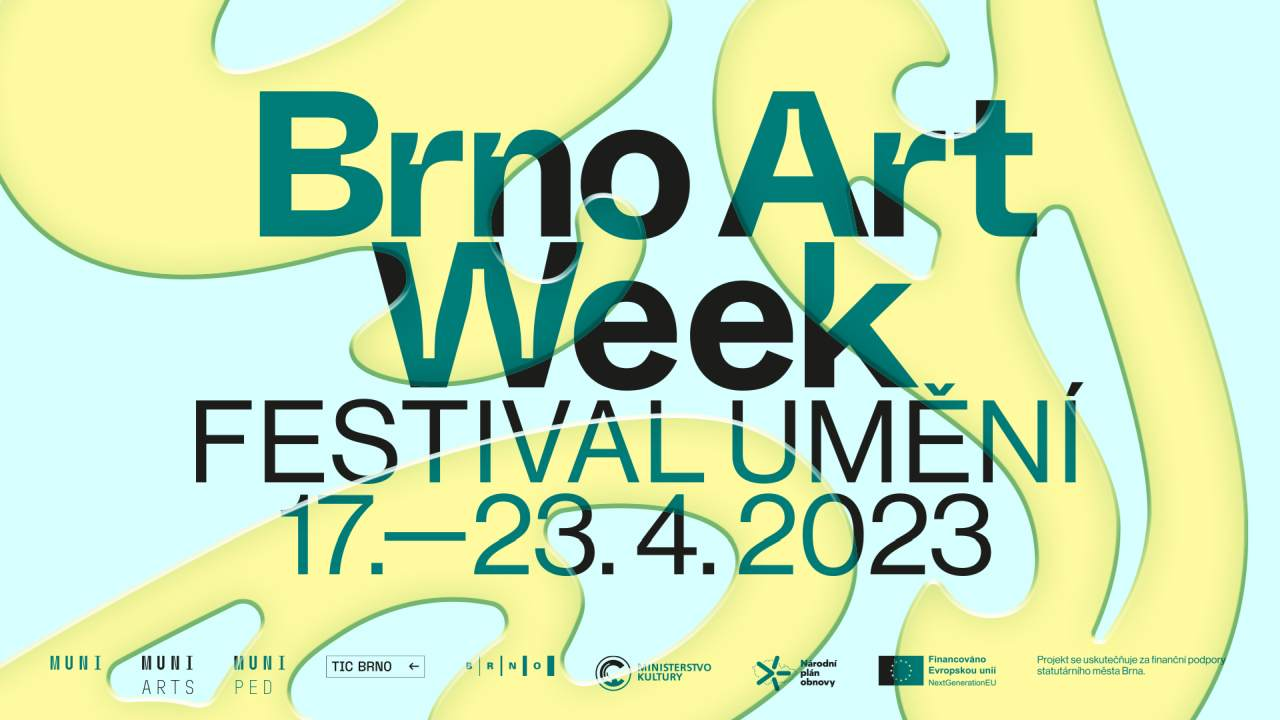 Brno Art
Week
FESTIVAL UMĚNÍ
17.—23. 4. 2023
MUNI
MUNI
ARTS
MUNI
PED
TIC BRNO ←
B | R | N | O
MINISTERSTVO
KULTURY
Národní
plán
obnovy
Financováno
Evropskou unií
NextGenerationEU
Projekt se uskutečňuje za finanční podpory
statutárního města Brna.